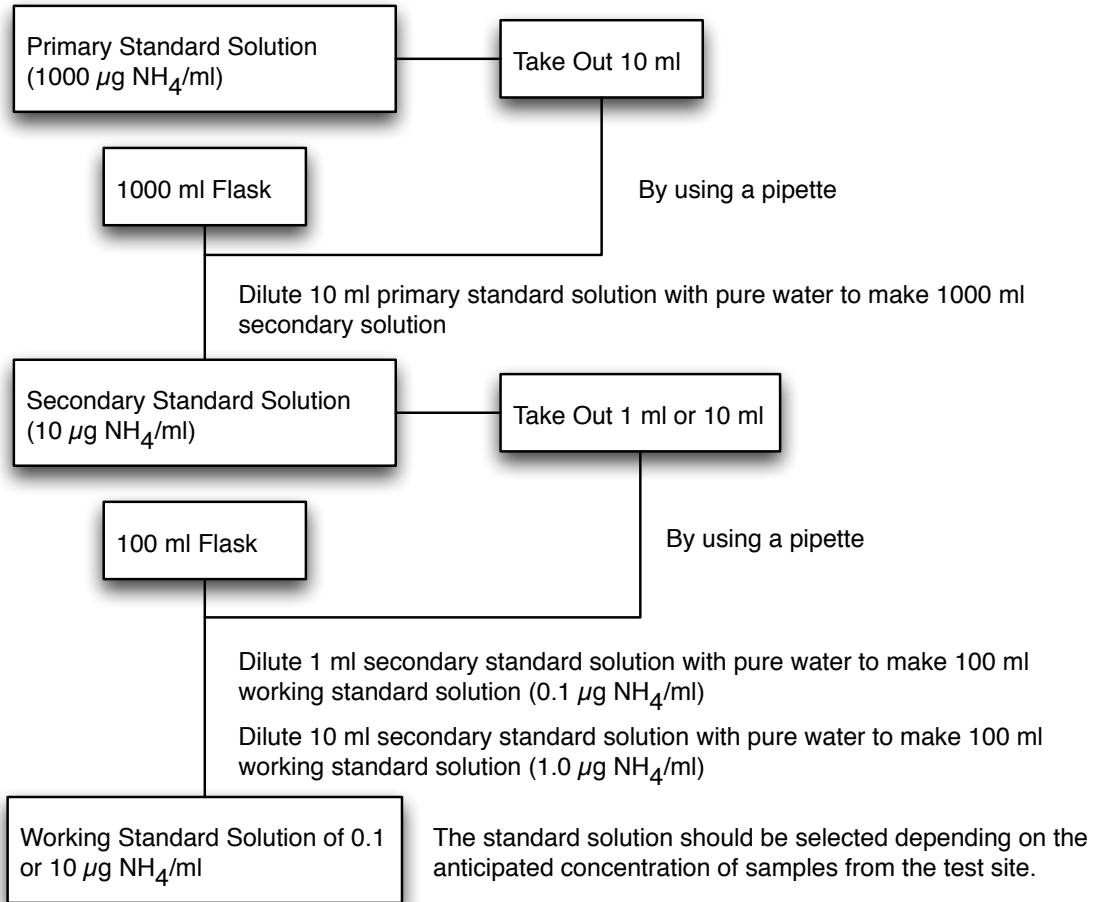 Primary Standard Solution
(1000 µg NH4/ml)
Take Out 10 ml
1000 ml Flask
By using a pipette
Dilute 10 ml primary standard solution with pure water to make 1000 ml
secondary solution
Secondary Standard Solution
(10 µg NH4/ml)
Take Out 1 ml or 10 ml
100 ml Flask
By using a pipette
Dilute 1 ml secondary standard solution with pure water to make 100 ml
working standard solution (0.1 µg NH4/ml)
Dilute 10 ml secondary standard solution with pure water to make 100 ml
working standard solution (1.0 µg NH4/ml)
Working Standard Solution of 0.1
or 10 µg NH4/ml
The standard solution should be selected depending on the
anticipated concentration of samples from the test site.